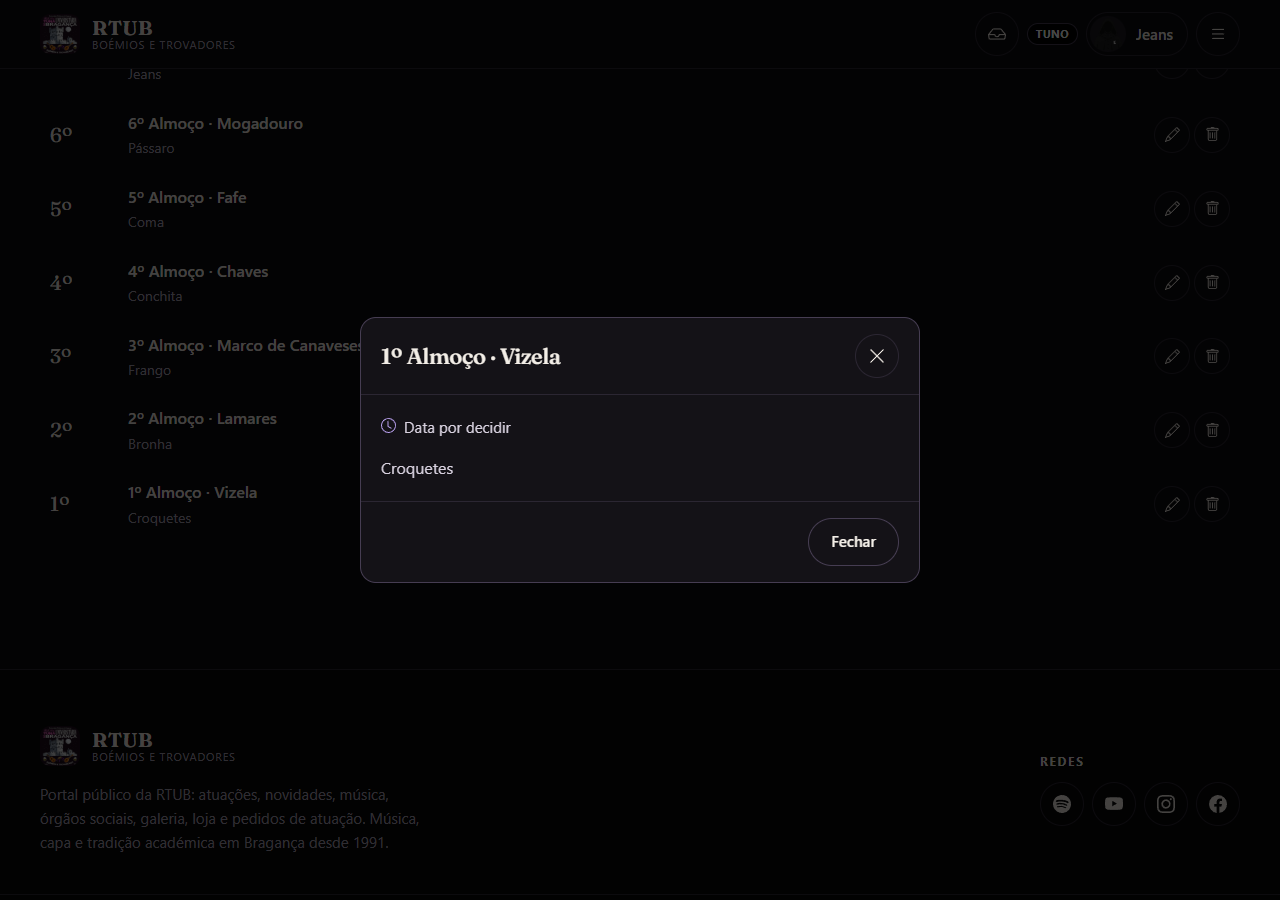 RTUB
BOÉMIOS E TROVADORES
TUNO
Jeans
Jeans
6º
6º Almoço · Mogadouro
Pássaro
5º
5º Almoço · Fafe
Coma
4º
4º Almoço · Chaves
Conchita
3º
3º Almoço · Marco de Canaveses
Frango
2º
2º Almoço · Lamares
Bronha
1º
1º Almoço · Vizela
Croquetes
1º Almoço · Vizela
Data por decidir
Croquetes
Fechar
RTUB
BOÉMIOS E TROVADORES
Portal público da RTUB: atuações, novidades, música,
órgãos sociais, galeria, loja e pedidos de atuação. Música,
capa e tradição académica em Bragança desde 1991.
REDES